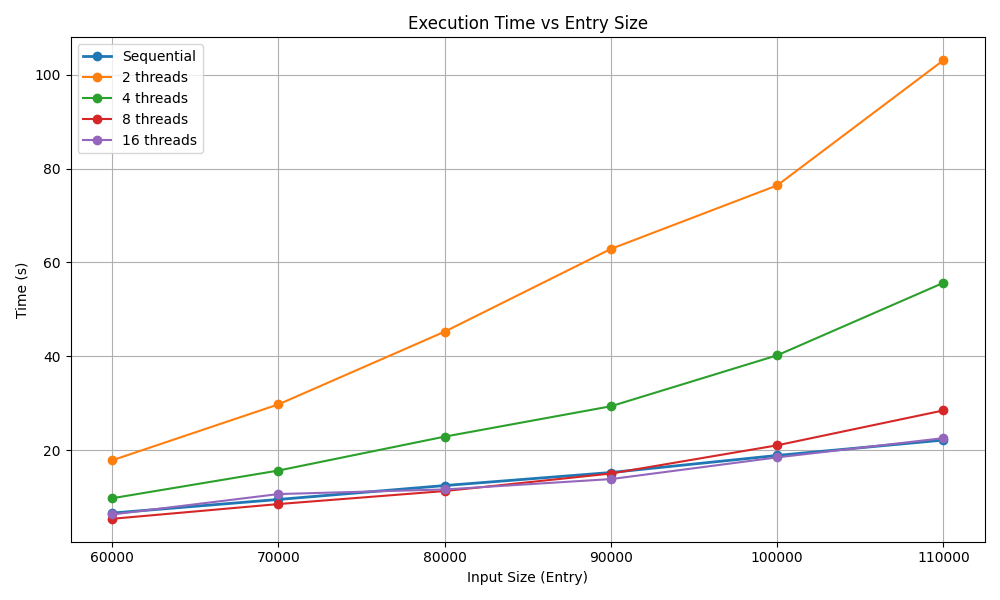 Execution Time vs Entry Size
Sequential
2 threads
4 threads
8 threads
16 threads
Time (s)
100
80
60
40
20
60000
70000
80000
90000
100000
110000
Input Size (Entry)